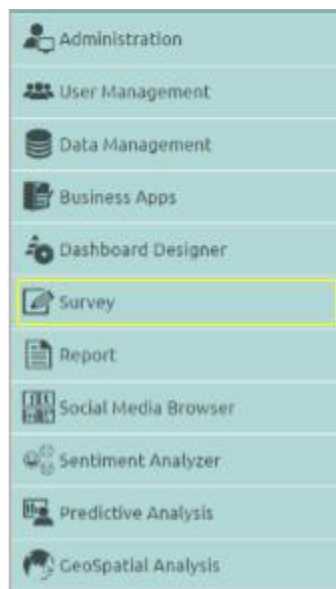 Administration
User Management
Data Management
Business Apps
Dashboard Designer
Survey
Report
Social Media Browser
Sentiment Analyzer
Predictive Analysis
GeoSpatial Analysis